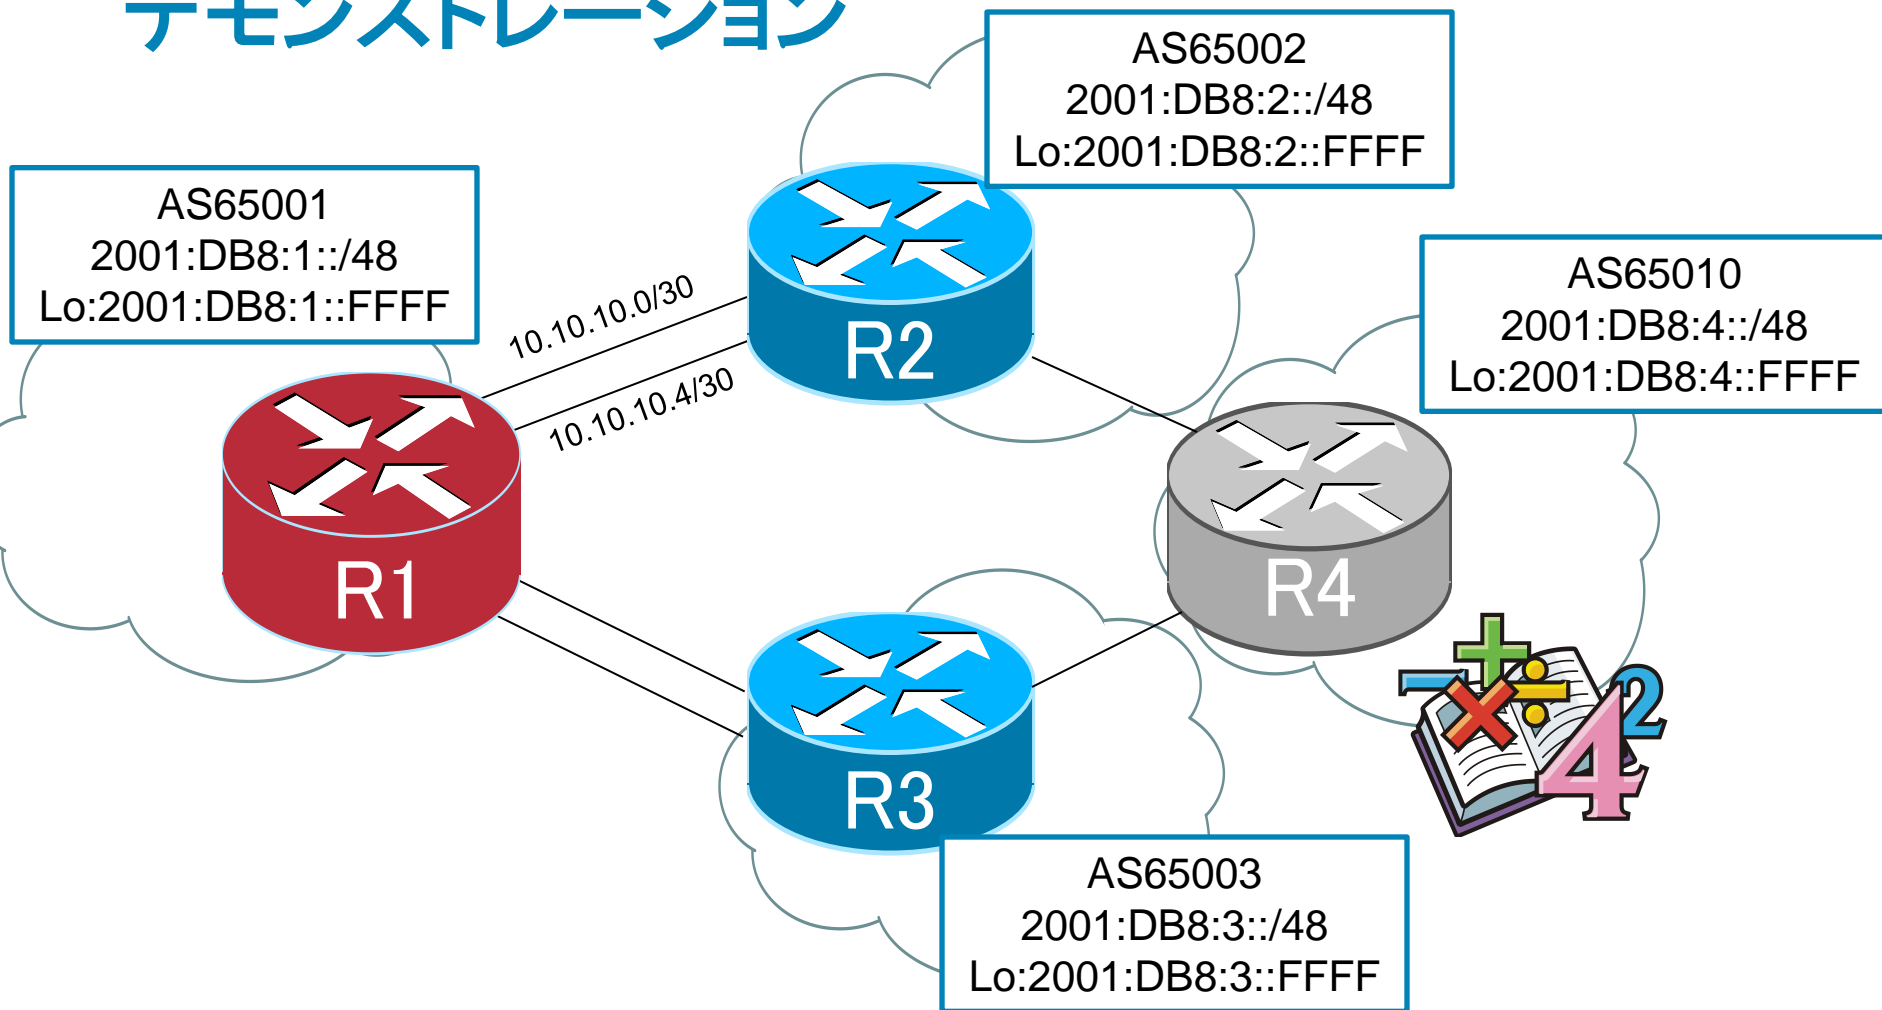 デモンストレーション
AS65002
2001:DB8:2::/48
Lo:2001:DB8:2::FFFF
AS65001
2001:DB8:1::/48
Lo:2001:DB8:1::FFFF
AS65010
2001:DB8:4::/48
Lo:2001:DB8:4::FFFF
10.10.10.0/30
10.10.10.4/30
R2
R1
R4
R3
4
2
AS65003
2001:DB8:3::/48
Lo:2001:DB8:3::FFFF